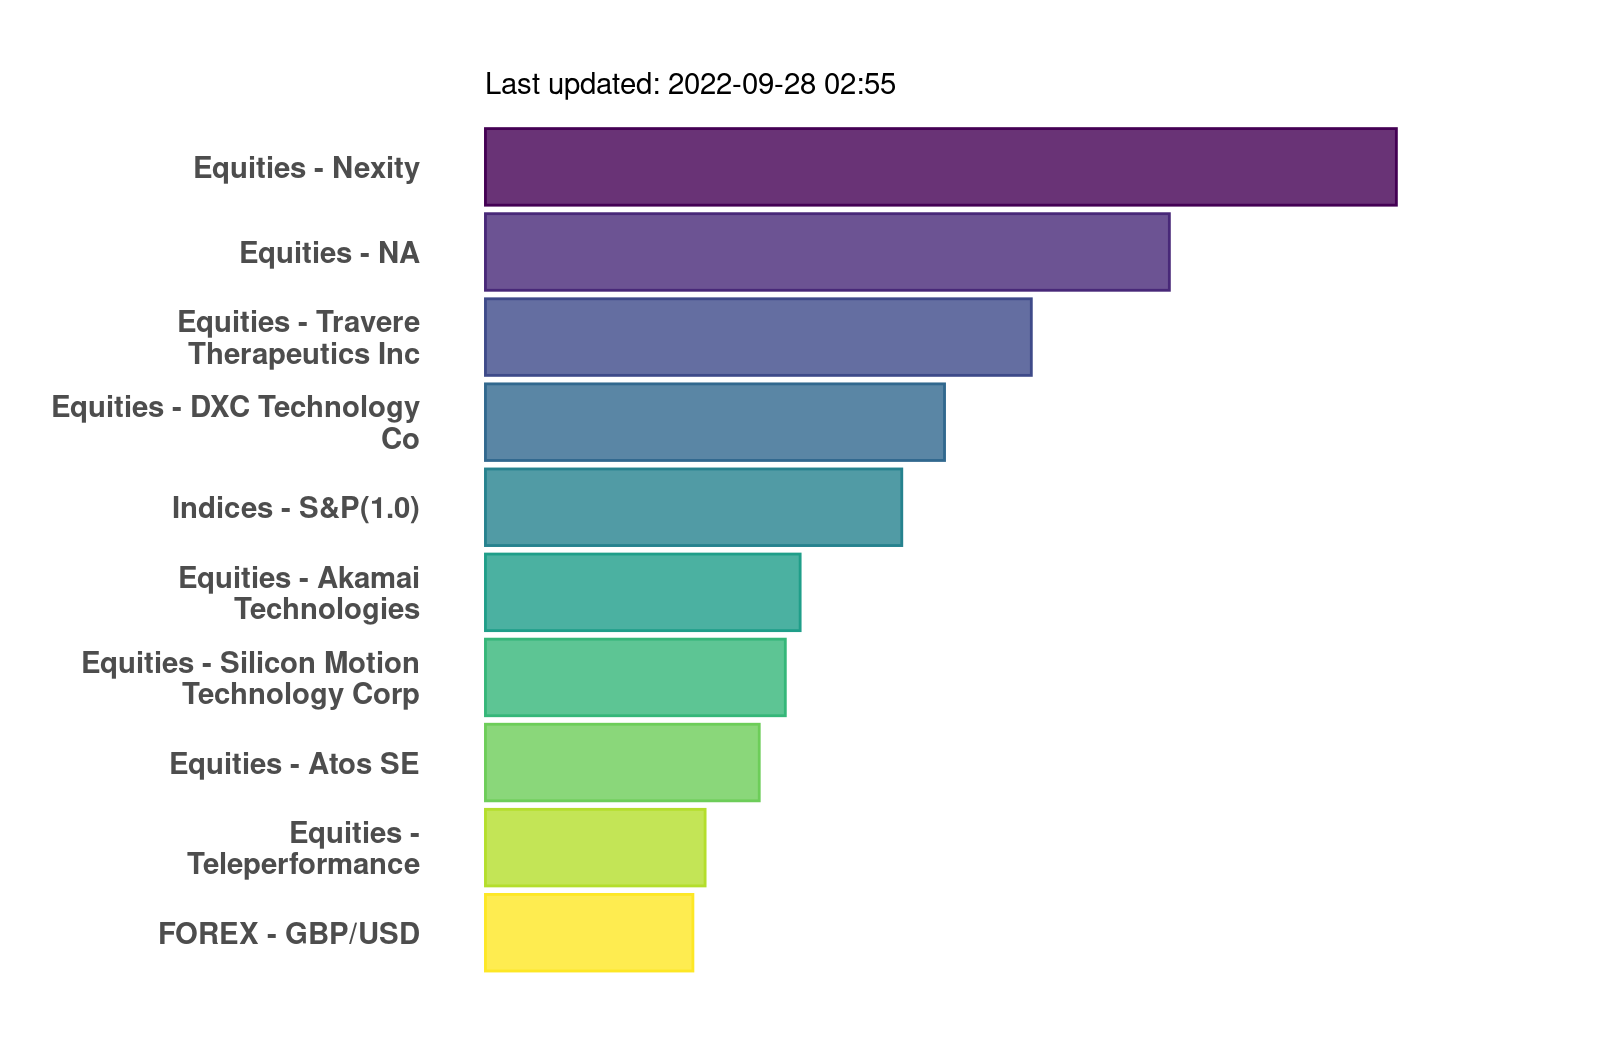 Last updated: 2022-09-28 02:55
Equities - Nexity
Equities - NA
Equities - Travere
Therapeutics Inc
Equities - DXC Technology
Co
Indices - S&P(1.0)
Equities - Akamai
Technologies
Equities - Silicon Motion
Technology Corp
Equities - Atos SE
Equities -
Teleperformance
FOREX - GBP/USD